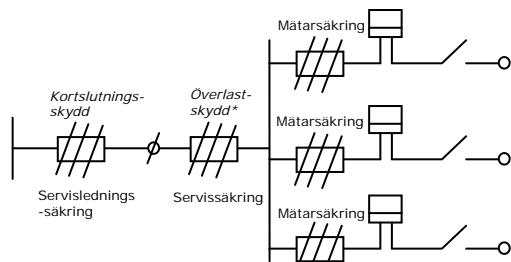 Mätarsäkring
Kortslutnings-
skydd
Överlast-
skydd*
Servislednings
-säkring
Servissäkring
Mätarsäkring
Mätarsäkring